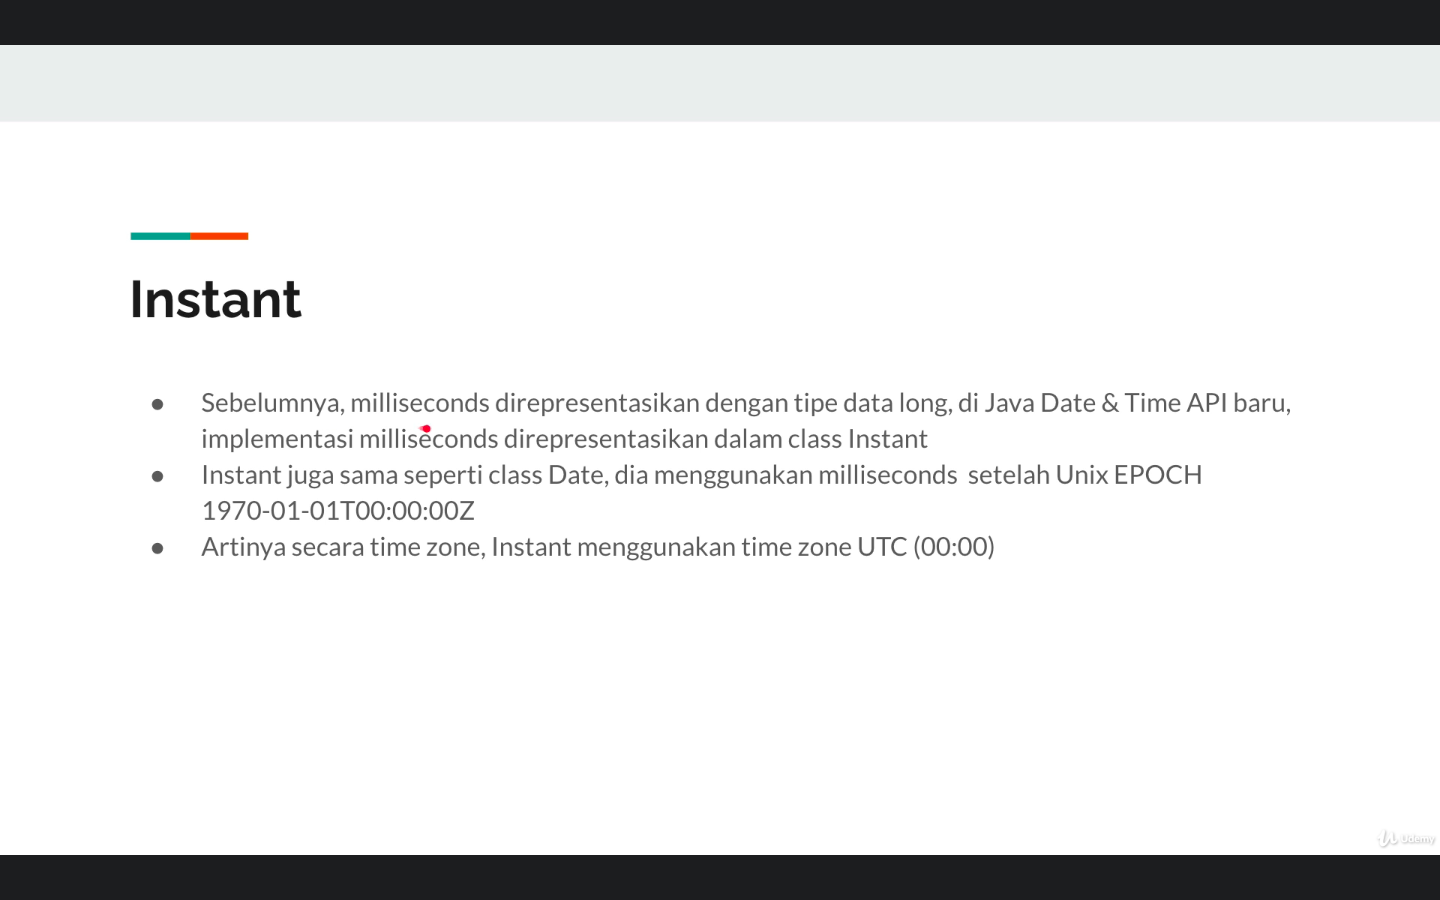 Instant
● Sebelumnya, milliseconds direpresentasikan dengan tipe data long, di Java Date & Time API baru,
implementasi milliseconds direpresentasikan dalam class Instant
● Instant juga sama seperti class Date, dia menggunakan milliseconds  setelah Unix EPOCH
1970-01-01T00:00:00Z
● Artinya secara time zone, Instant menggunakan time zone UTC (00:00)
Udemy